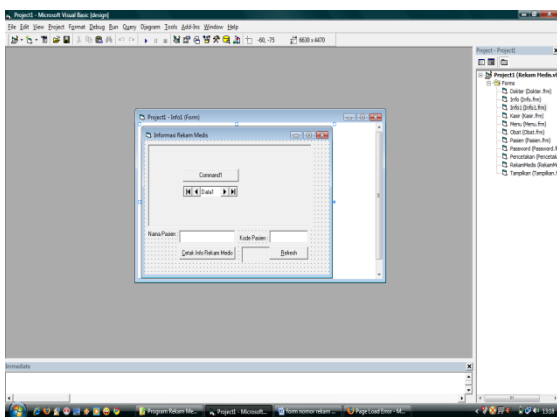 Project1 - Microsoft Visual Basic [design]
File Edit View Project Format Debug Run Query Diagram Tools Add-Ins Window Help
-60, -75 6630 x 4470
Project - Project1
Project1 - Info1 (Form)
Informasi Rekam Medis
Command1
Data1
Nama Pasien
Kode Pasien
Cetak Info Rekam Medis
Refresh
Project1 (Rekam Medis.vb
Forms
Dokter (Dokter.frm)
Info (Info.frm)
Info1 (Info1.frm)
Kasir (Kasir.frm)
Menu (Menu.frm)
Obat (Obat.frm)
Pasien (Pasien.frm)
Password (Password.f
Percetakan (Percetak
RekamMedis (RekamM
Tampilkan (Tampilkan.f
Immediate
Program Rekam Me...
Project1 - Microsoft...
form nomor rekam ...
Page Load Error - M...